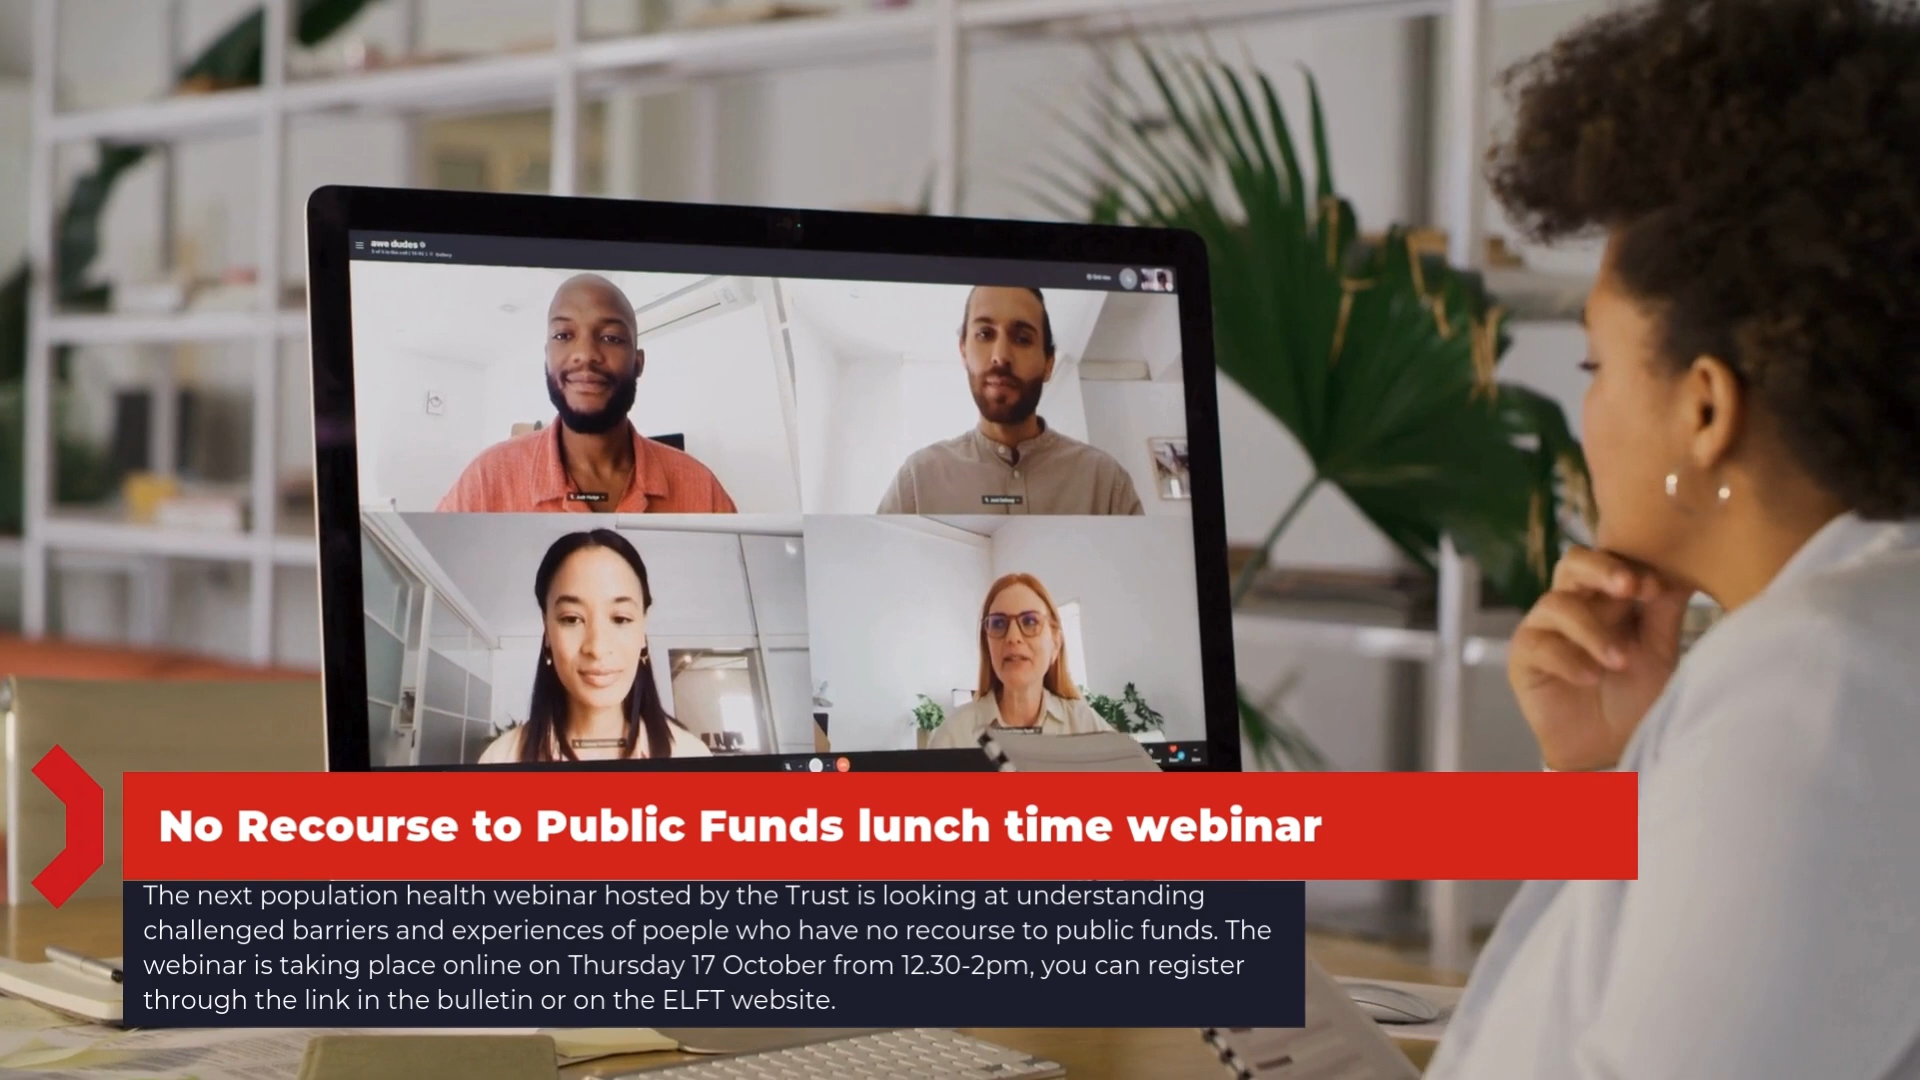 awe dudes
No Recourse to Public Funds lunch time webinar
The next population health webinar hosted by the Trust is looking at understanding
challenged barriers and experiences of poeple who have no recourse to public funds. The
webinar is taking place online on Thursday 17 October from 12.30-2pm, you can register
through the link in the bulletin or on the ELFT website.